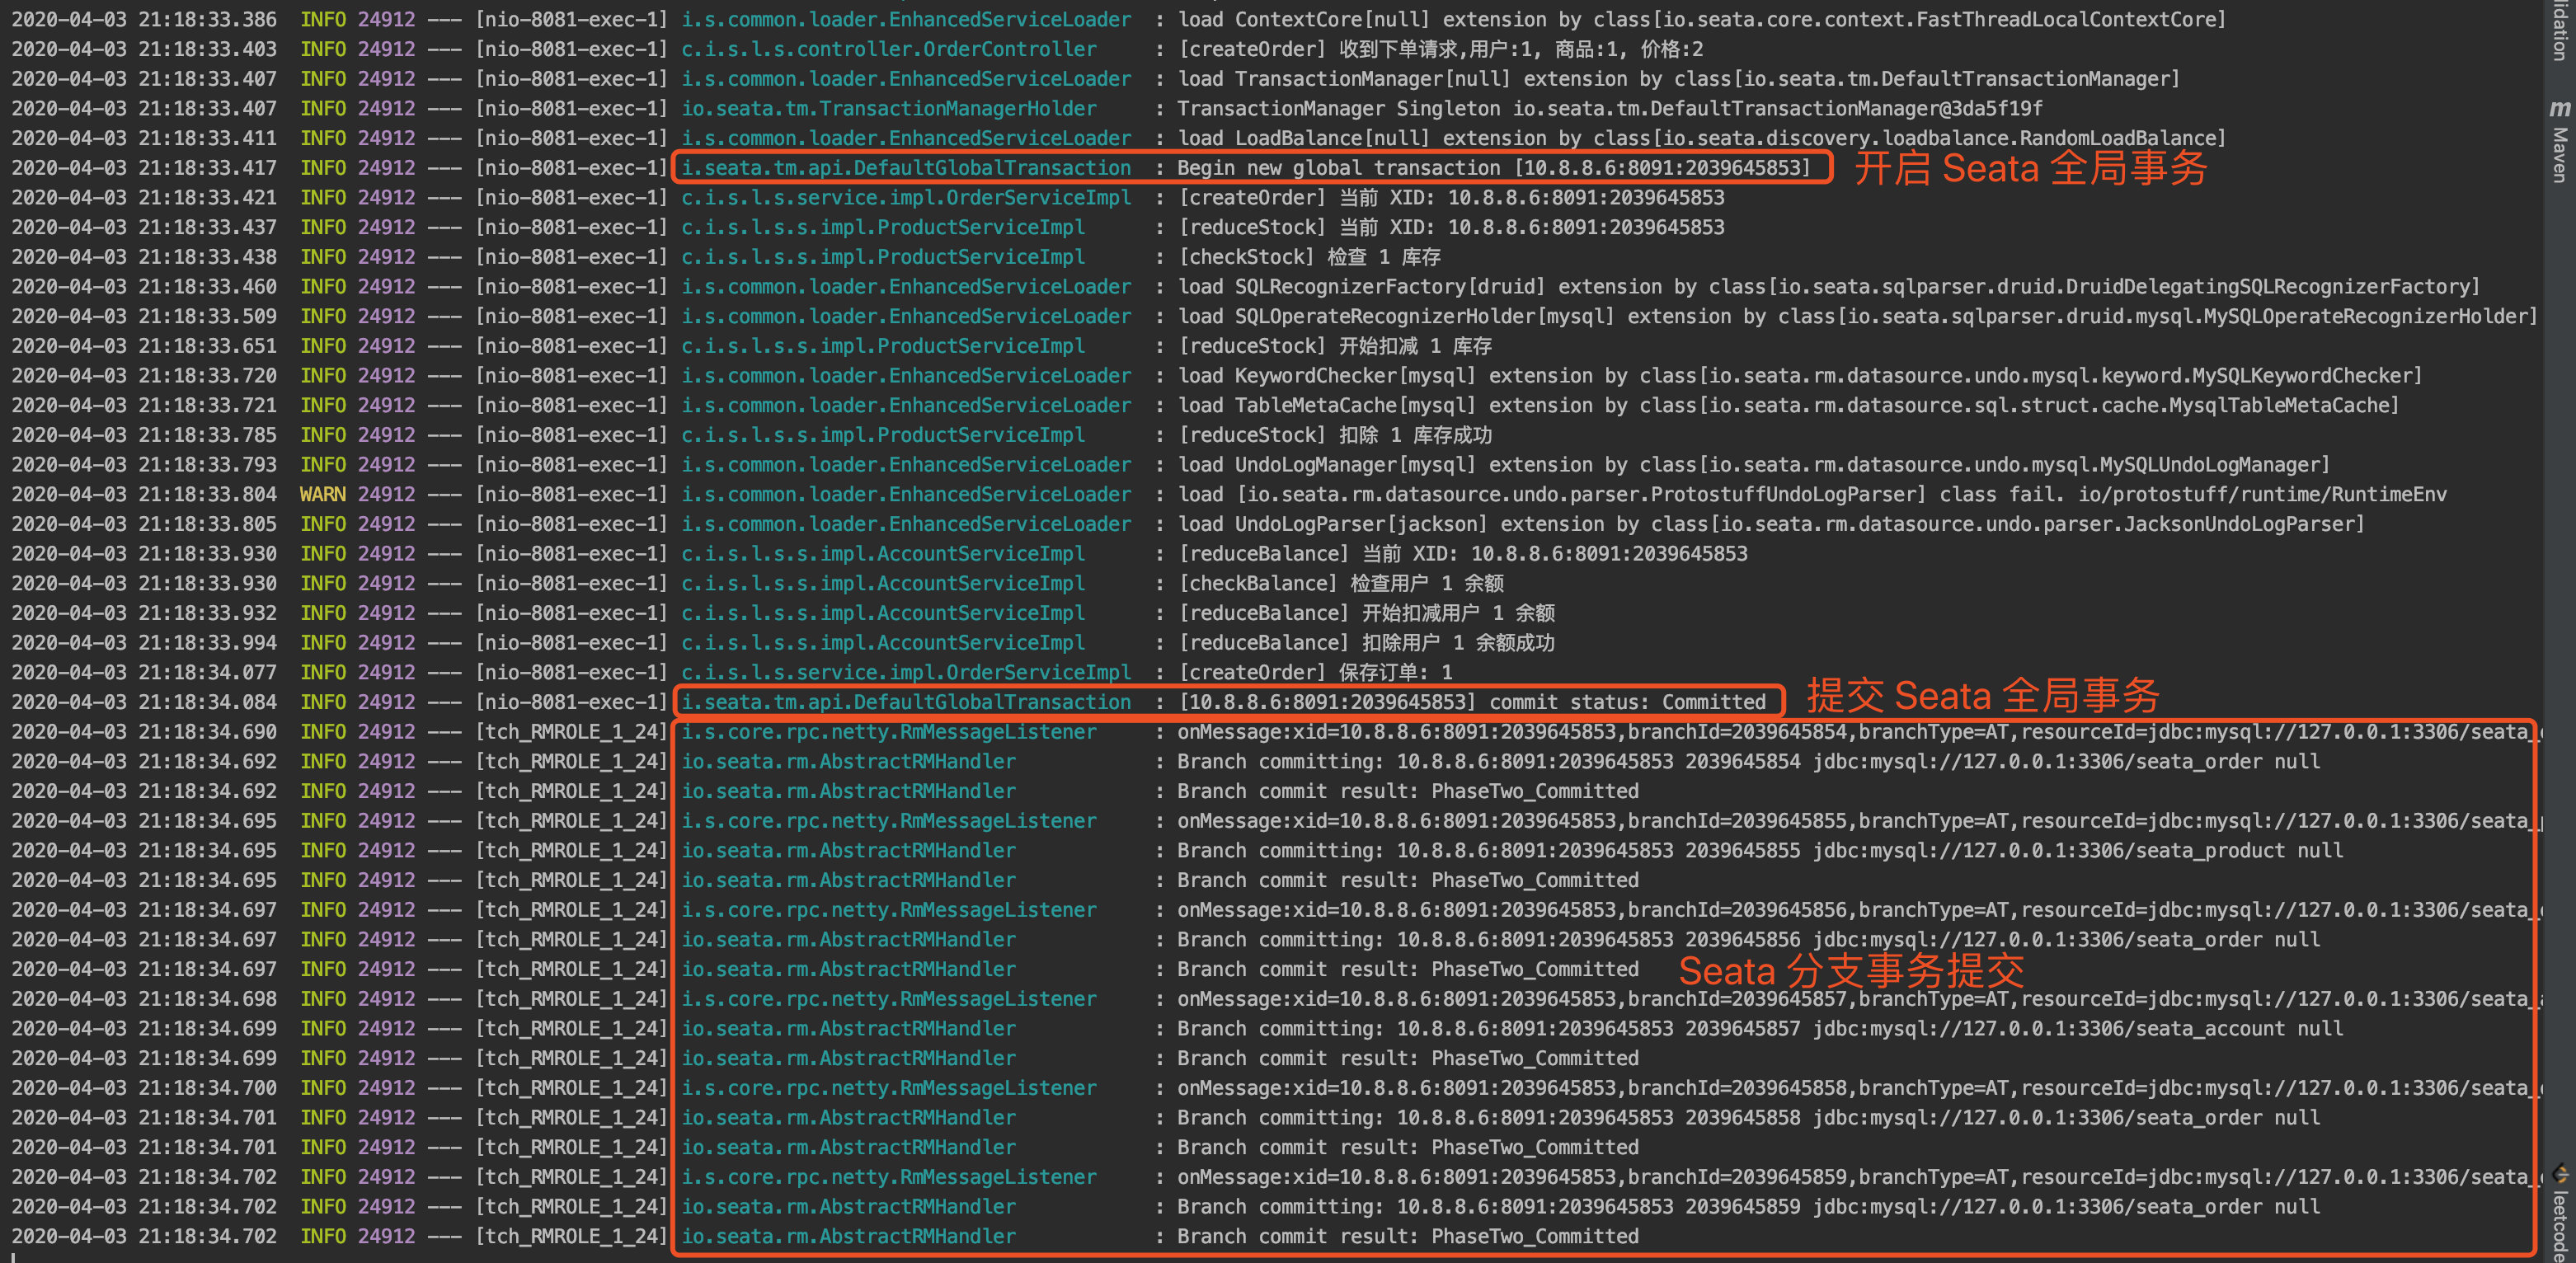 2020-04-03 21:18:33.386  INFO 24912 --- [nio-8081-exec-1] i.s.common.loader.EnhancedServiceLoader  : load ContextCore[null] extension by class[io.seata.core.context.FastThreadLocalContextCore]
2020-04-03 21:18:33.403  INFO 24912 --- [nio-8081-exec-1] c.i.s.l.s.controller.OrderController     : [createOrder] 收到下单请求,用户:1, 商品:1, 价格:2
2020-04-03 21:18:33.407  INFO 24912 --- [nio-8081-exec-1] i.s.common.loader.EnhancedServiceLoader  : load TransactionManager[null] extension by class[io.seata.tm.DefaultTransactionManager]
2020-04-03 21:18:33.407  INFO 24912 --- [nio-8081-exec-1] io.seata.tm.TransactionManagerHolder     : TransactionManager Singleton io.seata.tm.DefaultTransactionManager@3da5f19f
2020-04-03 21:18:33.411  INFO 24912 --- [nio-8081-exec-1] i.s.common.loader.EnhancedServiceLoader  : load LoadBalance[null] extension by class[io.seata.discovery.loadbalance.RandomLoadBalance]
2020-04-03 21:18:33.417  INFO 24912 --- [nio-8081-exec-1] i.seata.tm.api.DefaultGlobalTransaction  : Begin new global transaction [10.8.8.6:8091:2039645853] 开启 Seata 全局事务
2020-04-03 21:18:33.421  INFO 24912 --- [nio-8081-exec-1] c.i.s.l.s.service.impl.OrderServiceImpl  : [createOrder] 当前 XID: 10.8.8.6:8091:2039645853
2020-04-03 21:18:33.437  INFO 24912 --- [nio-8081-exec-1] c.i.s.l.s.s.impl.ProductServiceImpl      : [reduceStock] 当前 XID: 10.8.8.6:8091:2039645853
2020-04-03 21:18:33.438  INFO 24912 --- [nio-8081-exec-1] c.i.s.l.s.s.impl.ProductServiceImpl      : [checkStock] 检查 1 库存
2020-04-03 21:18:33.460  INFO 24912 --- [nio-8081-exec-1] i.s.common.loader.EnhancedServiceLoader  : load SQLRecognizerFactory[druid] extension by class[io.seata.sqlparser.druid.DruidDelegatingSQLRecognizerFactory]
2020-04-03 21:18:33.509  INFO 24912 --- [nio-8081-exec-1] i.s.common.loader.EnhancedServiceLoader  : load SQLOperateRecognizerHolder[mysql] extension by class[io.seata.sqlparser.druid.mysql.MySQLOperateRecognizerHolder]
2020-04-03 21:18:33.651  INFO 24912 --- [nio-8081-exec-1] c.i.s.l.s.s.impl.ProductServiceImpl      : [reduceStock] 开始扣减 1 库存
2020-04-03 21:18:33.720  INFO 24912 --- [nio-8081-exec-1] i.s.common.loader.EnhancedServiceLoader  : load KeywordChecker[mysql] extension by class[io.seata.rm.datasource.undo.mysql.keyword.MySQLKeywordChecker]
2020-04-03 21:18:33.721  INFO 24912 --- [nio-8081-exec-1] i.s.common.loader.EnhancedServiceLoader  : load TableMetaCache[mysql] extension by class[io.seata.rm.datasource.sql.struct.cache.MysqlTableMetaCache]
2020-04-03 21:18:33.785  INFO 24912 --- [nio-8081-exec-1] c.i.s.l.s.s.impl.ProductServiceImpl      : [reduceStock] 扣除 1 库存成功
2020-04-03 21:18:33.793  INFO 24912 --- [nio-8081-exec-1] i.s.common.loader.EnhancedServiceLoader  : load UndoLogManager[mysql] extension by class[io.seata.rm.datasource.undo.mysql.MySQLUndoLogManager]
2020-04-03 21:18:33.804  WARN 24912 --- [nio-8081-exec-1] i.s.common.loader.EnhancedServiceLoader  : load [io.seata.rm.datasource.undo.parser.ProtostuffUndoLogParser] class fail. io/protostuff/runtime/RuntimeEnv
2020-04-03 21:18:33.805  INFO 24912 --- [nio-8081-exec-1] i.s.common.loader.EnhancedServiceLoader  : load UndoLogParser[jackson] extension by class[io.seata.rm.datasource.undo.parser.JacksonUndoLogParser]
2020-04-03 21:18:33.930  INFO 24912 --- [nio-8081-exec-1] c.i.s.l.s.s.impl.AccountServiceImpl      : [reduceBalance] 当前 XID: 10.8.8.6:8091:2039645853
2020-04-03 21:18:33.930  INFO 24912 --- [nio-8081-exec-1] c.i.s.l.s.s.impl.AccountServiceImpl      : [checkBalance] 检查用户 1 余额
2020-04-03 21:18:33.932  INFO 24912 --- [nio-8081-exec-1] c.i.s.l.s.s.impl.AccountServiceImpl      : [reduceBalance] 开始扣减用户 1 余额
2020-04-03 21:18:33.994  INFO 24912 --- [nio-8081-exec-1] c.i.s.l.s.s.impl.AccountServiceImpl      : [reduceBalance] 扣除用户 1 余额成功
2020-04-03 21:18:34.077  INFO 24912 --- [nio-8081-exec-1] c.i.s.l.s.service.impl.OrderServiceImpl  : [createOrder] 保存订单: 1
2020-04-03 21:18:34.084  INFO 24912 --- [nio-8081-exec-1] i.seata.tm.api.DefaultGlobalTransaction  : [10.8.8.6:8091:2039645853] commit status: Committed 提交 Seata 全局事务
2020-04-03 21:18:34.690  INFO 24912 --- [tch_RMROLE_1_24] i.s.core.rpc.netty.RmMessageListener     : onMessage:xid=10.8.8.6:8091:2039645853,branchId=2039645854,branchType=AT,resourceId=jdbc:mysql://127.0.0.1:3306/seata_
2020-04-03 21:18:34.692  INFO 24912 --- [tch_RMROLE_1_24] io.seata.rm.AbstractRMHandler            : Branch committing: 10.8.8.6:8091:2039645853 2039645854 jdbc:mysql://127.0.0.1:3306/seata_order null
2020-04-03 21:18:34.692  INFO 24912 --- [tch_RMROLE_1_24] io.seata.rm.AbstractRMHandler            : Branch commit result: PhaseTwo_Committed
2020-04-03 21:18:34.695  INFO 24912 --- [tch_RMROLE_1_24] i.s.core.rpc.netty.RmMessageListener     : onMessage:xid=10.8.8.6:8091:2039645853,branchId=2039645855,branchType=AT,resourceId=jdbc:mysql://127.0.0.1:3306/seata_
2020-04-03 21:18:34.695  INFO 24912 --- [tch_RMROLE_1_24] io.seata.rm.AbstractRMHandler            : Branch committing: 10.8.8.6:8091:2039645853 2039645855 jdbc:mysql://127.0.0.1:3306/seata_product null
2020-04-03 21:18:34.695  INFO 24912 --- [tch_RMROLE_1_24] io.seata.rm.AbstractRMHandler            : Branch commit result: PhaseTwo_Committed
2020-04-03 21:18:34.697  INFO 24912 --- [tch_RMROLE_1_24] i.s.core.rpc.netty.RmMessageListener     : onMessage:xid=10.8.8.6:8091:2039645853,branchId=2039645856,branchType=AT,resourceId=jdbc:mysql://127.0.0.1:3306/seata_
2020-04-03 21:18:34.697  INFO 24912 --- [tch_RMROLE_1_24] io.seata.rm.AbstractRMHandler            : Branch committing: 10.8.8.6:8091:2039645853 2039645856 jdbc:mysql://127.0.0.1:3306/seata_order null
2020-04-03 21:18:34.697  INFO 24912 --- [tch_RMROLE_1_24] io.seata.rm.AbstractRMHandler            : Branch commit result: PhaseTwo_Committed Seata 分支事务提交
2020-04-03 21:18:34.698  INFO 24912 --- [tch_RMROLE_1_24] i.s.core.rpc.netty.RmMessageListener     : onMessage:xid=10.8.8.6:8091:2039645853,branchId=2039645857,branchType=AT,resourceId=jdbc:mysql://127.0.0.1:3306/seata_
2020-04-03 21:18:34.699  INFO 24912 --- [tch_RMROLE_1_24] io.seata.rm.AbstractRMHandler            : Branch committing: 10.8.8.6:8091:2039645853 2039645857 jdbc:mysql://127.0.0.1:3306/seata_account null
2020-04-03 21:18:34.699  INFO 24912 --- [tch_RMROLE_1_24] io.seata.rm.AbstractRMHandler            : Branch commit result: PhaseTwo_Committed
2020-04-03 21:18:34.700  INFO 24912 --- [tch_RMROLE_1_24] i.s.core.rpc.netty.RmMessageListener     : onMessage:xid=10.8.8.6:8091:2039645853,branchId=2039645858,branchType=AT,resourceId=jdbc:mysql://127.0.0.1:3306/seata_
2020-04-03 21:18:34.701  INFO 24912 --- [tch_RMROLE_1_24] io.seata.rm.AbstractRMHandler            : Branch committing: 10.8.8.6:8091:2039645853 2039645858 jdbc:mysql://127.0.0.1:3306/seata_order null
2020-04-03 21:18:34.701  INFO 24912 --- [tch_RMROLE_1_24] io.seata.rm.AbstractRMHandler            : Branch commit result: PhaseTwo_Committed
2020-04-03 21:18:34.702  INFO 24912 --- [tch_RMROLE_1_24] i.s.core.rpc.netty.RmMessageListener     : onMessage:xid=10.8.8.6:8091:2039645853,branchId=2039645859,branchType=AT,resourceId=jdbc:mysql://127.0.0.1:3306/seata_
2020-04-03 21:18:34.702  INFO 24912 --- [tch_RMROLE_1_24] io.seata.rm.AbstractRMHandler            : Branch committing: 10.8.8.6:8091:2039645853 2039645859 jdbc:mysql://127.0.0.1:3306/seata_order null
2020-04-03 21:18:34.702  INFO 24912 --- [tch_RMROLE_1_24] io.seata.rm.AbstractRMHandler            : Branch commit result: PhaseTwo_Committed
idation
m Maven
leetcode